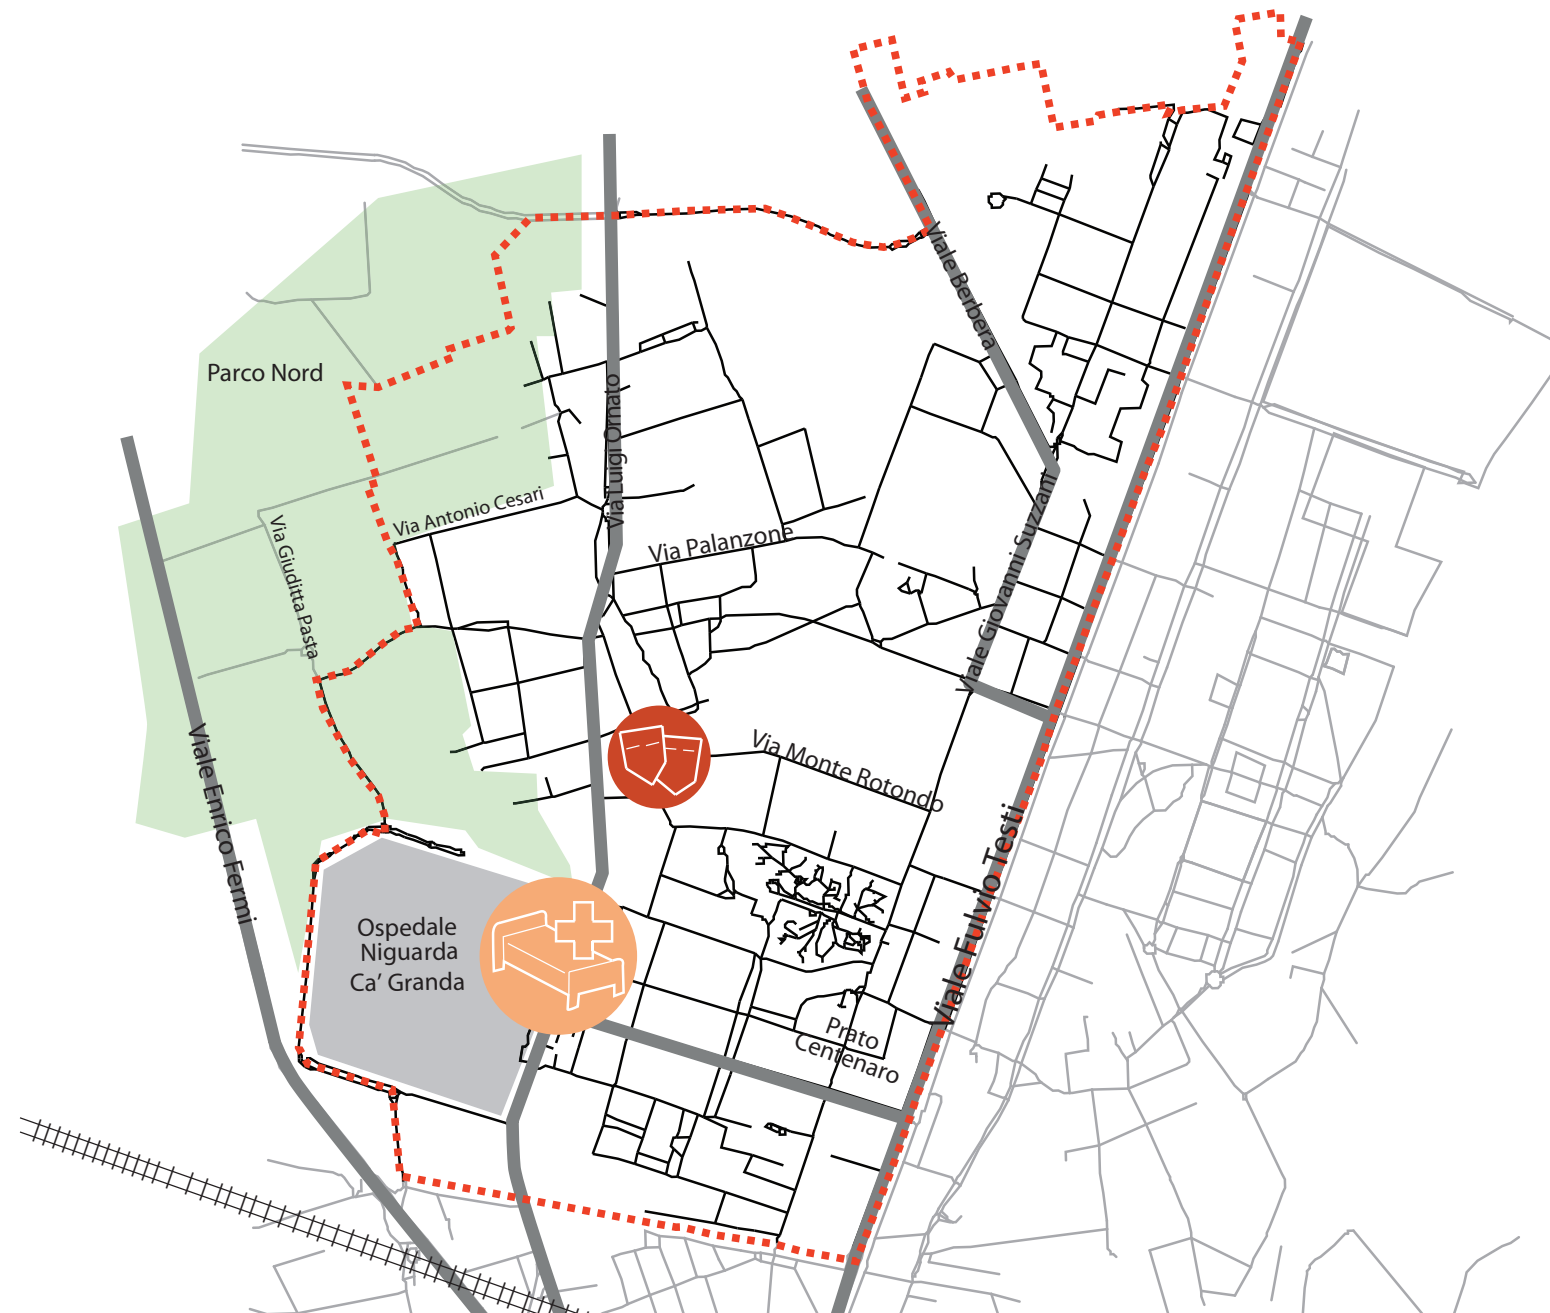 Viale Berbera
Parco Nord
Via Luigi Ornato
Via Antonio Cesari
Via Giuditta Pasta
Via Palanzone
Viale Giovanni Suzzani
Viale Enrico Fermi
Via Monte Rotondo
Viale Fulvio Testi
Ospedale
Niguarda
Ca’ Granda
Prato
Centenaro